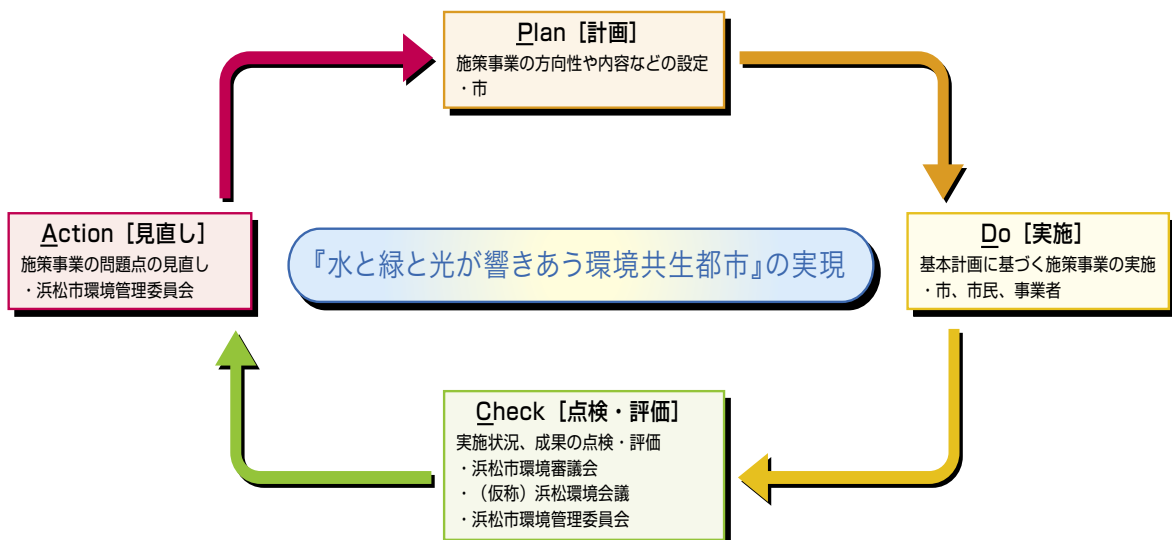 Plan［計画］
施策事業の方向性や内容などの設定
・市
Action［見直し］
施策事業の問題点の見直し
・浜松市環境管理委員会
『水と緑と光が響きあう環境共生都市』の実現
Do［実施］
基本計画に基づく施策事業の実施
・市、市民、事業者
Check［点検・評価］
実施状況、成果の点検・評価
・浜松市環境審議会
・（仮称）浜松環境会議
・浜松市環境管理委員会